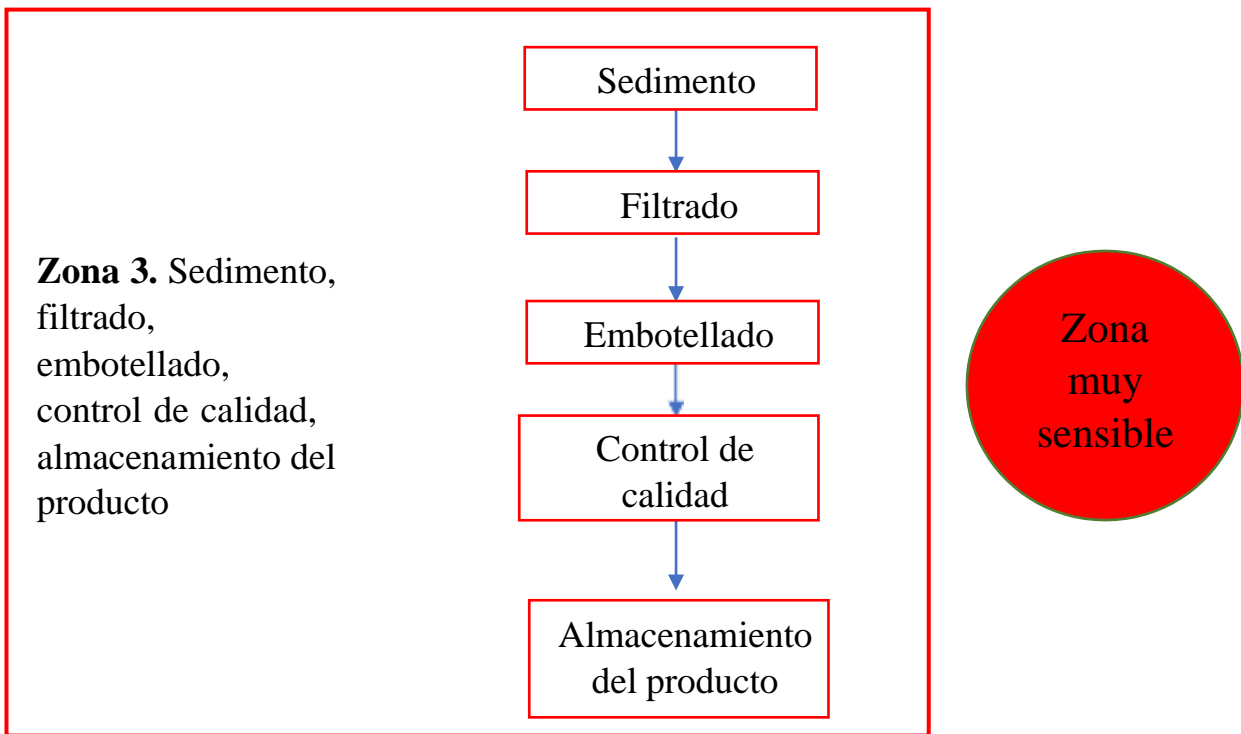 Sedimento
Filtrado
Zona 3. Sedimento,
filtrado,
embotellado,
control de calidad,
almacenamiento del
producto
Embotellado
Control de
calidad
Almacenamiento
del producto
Zona
muy
sensible